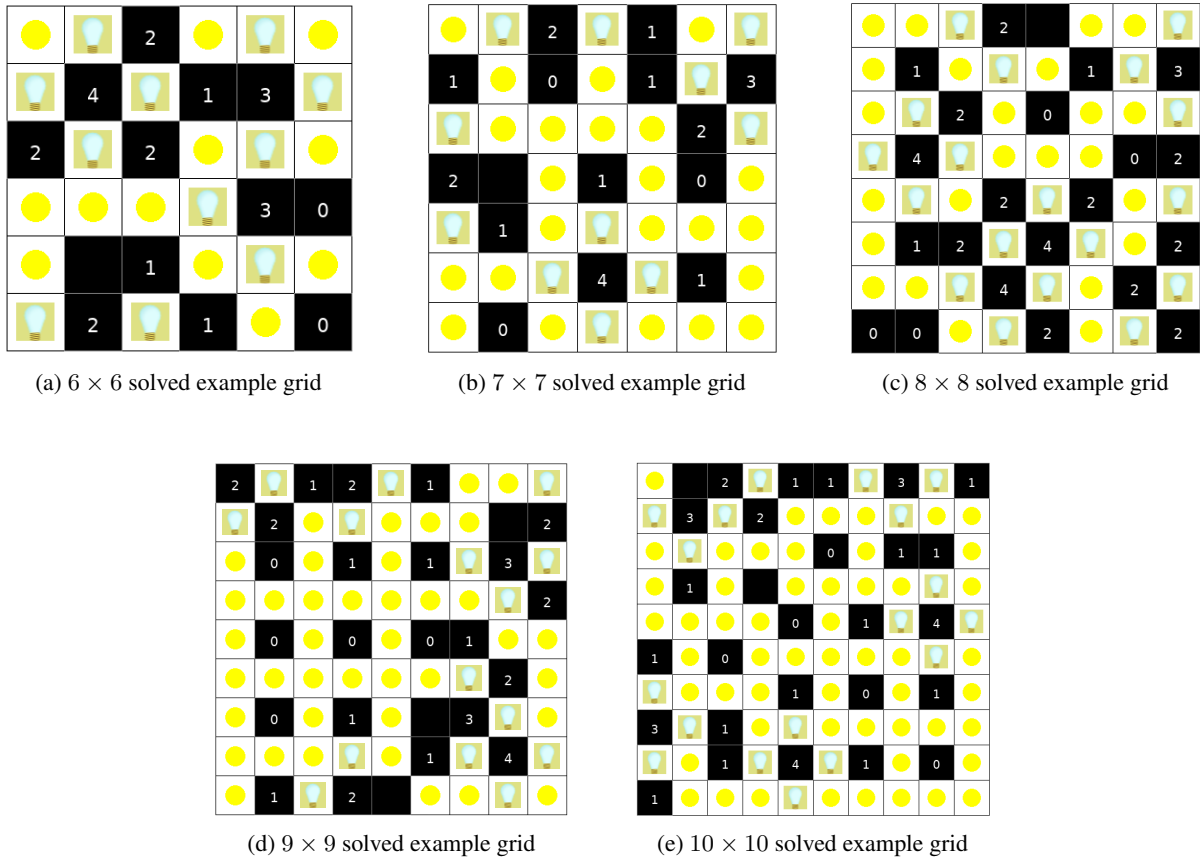 2
4 1 3
2 2
3 0
1
2 1 0
(a) 6 × 6 solved example grid
2 1
1 0 1 3
2
2 1 0
1
4 1
0
(b) 7 × 7 solved example grid
2
1 1 3
2 0
4 0 2
2 2
1 2 4 2
4 2
0 0 2 2
(c) 8 × 8 solved example grid
2 1 2 1
2 2
0 1 1 3
2
0 0 0 1
2
0 1 3
1 4
1 2
(d) 9 × 9 solved example grid
2 1 1 3 1
3 2
0 1 1
1
0 1 4
1 0
1 0 1
3 1
1 4 1 0
1
(e) 10 × 10 solved example grid